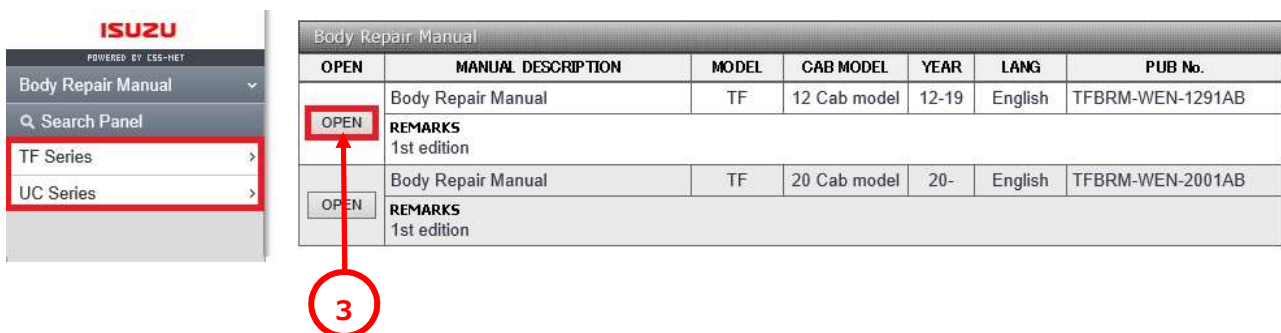 ISUZU
POWERED BY CSS-NET
Body Repair Manual
Search Panel
TF Series
UC Series
Body Repair Manual
OPEN MANUAL DESCRIPTION MODEL CAB MODEL YEAR LANG PUB No.
OPEN Body Repair Manual TF 12 Cab model 12-19 English TFBRM-WEN-1291AB
REMARKS
1st edition
OPEN Body Repair Manual TF 20 Cab model 20- English TFBRM-WEN-2001AB
REMARKS
1st edition
3